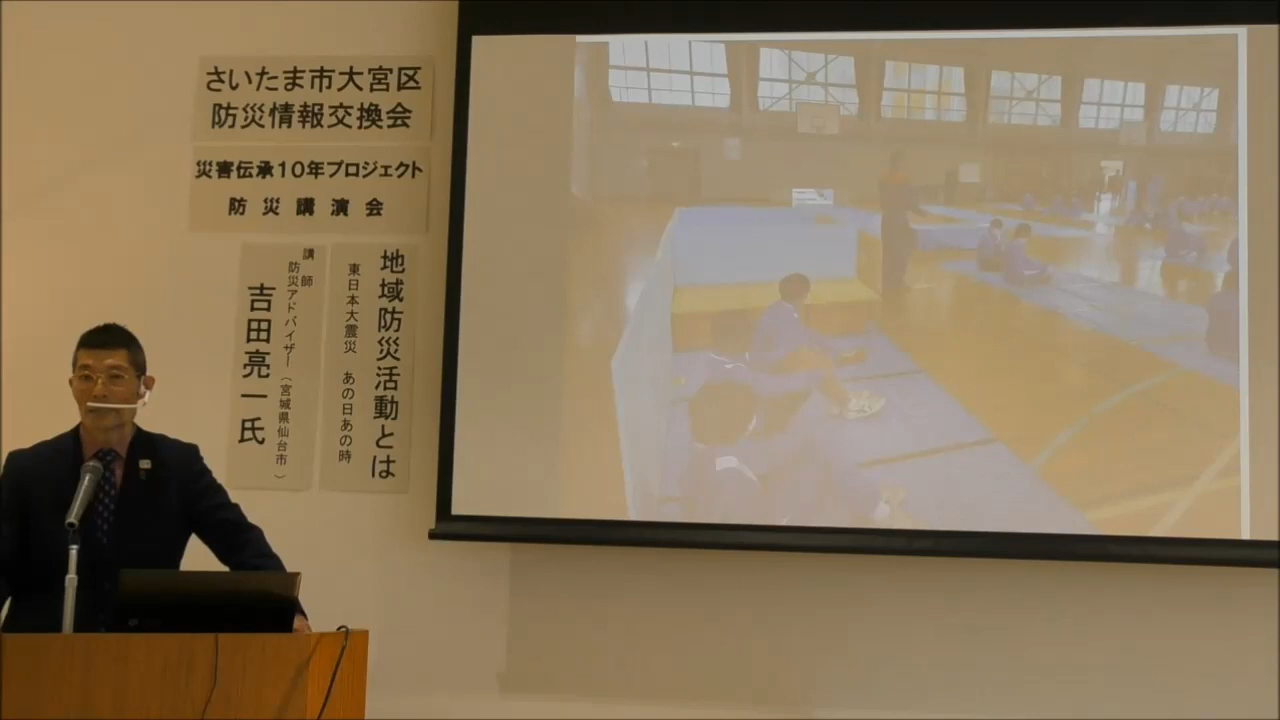 さいたま市大宮区
防災情報交換会
災害伝承10年プロジェクト
防災講演会
地域防災活動とは
東日本大震災 あの日あの時
講師
防災アドバイザー（宮城県仙台市）
吉田亮一氏